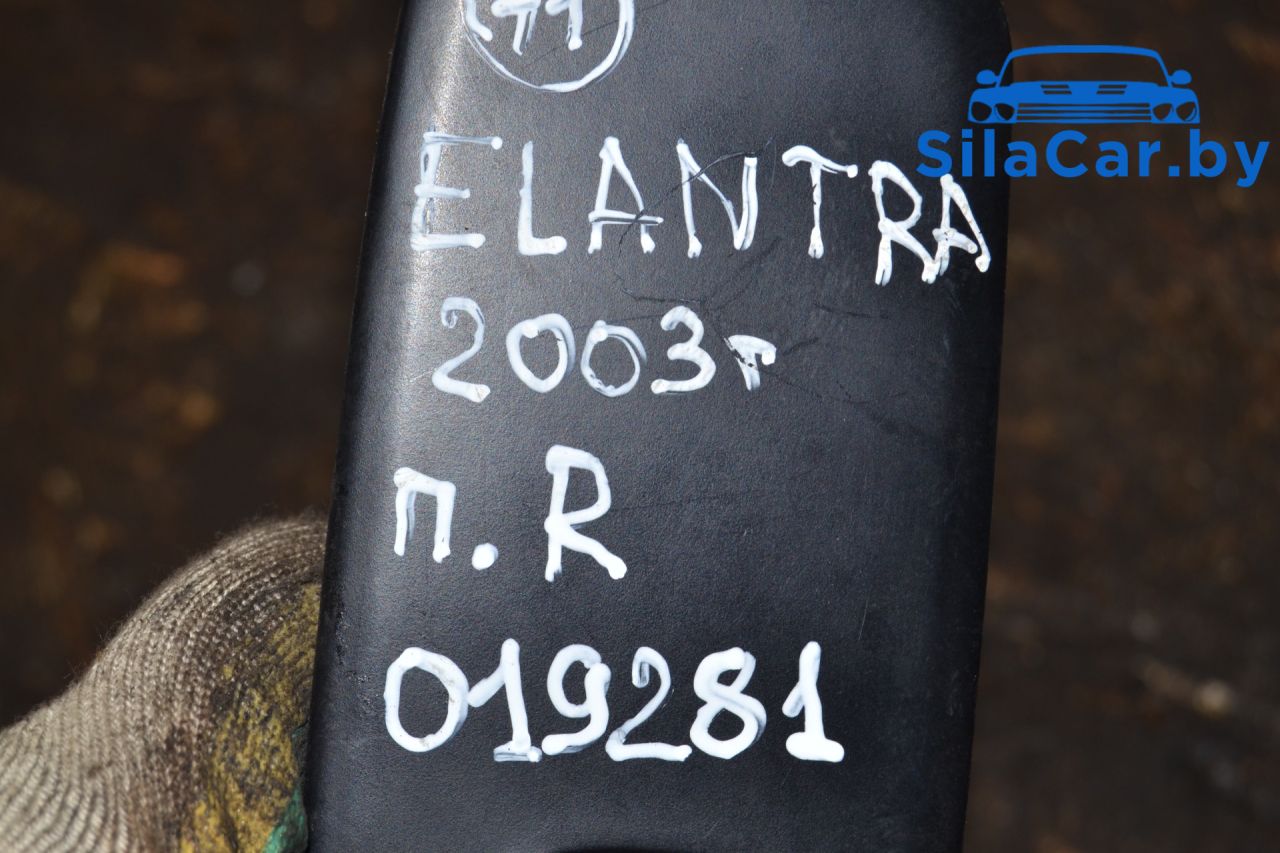 SilaCar.by
ELANTRA
2003г
п. R
019281